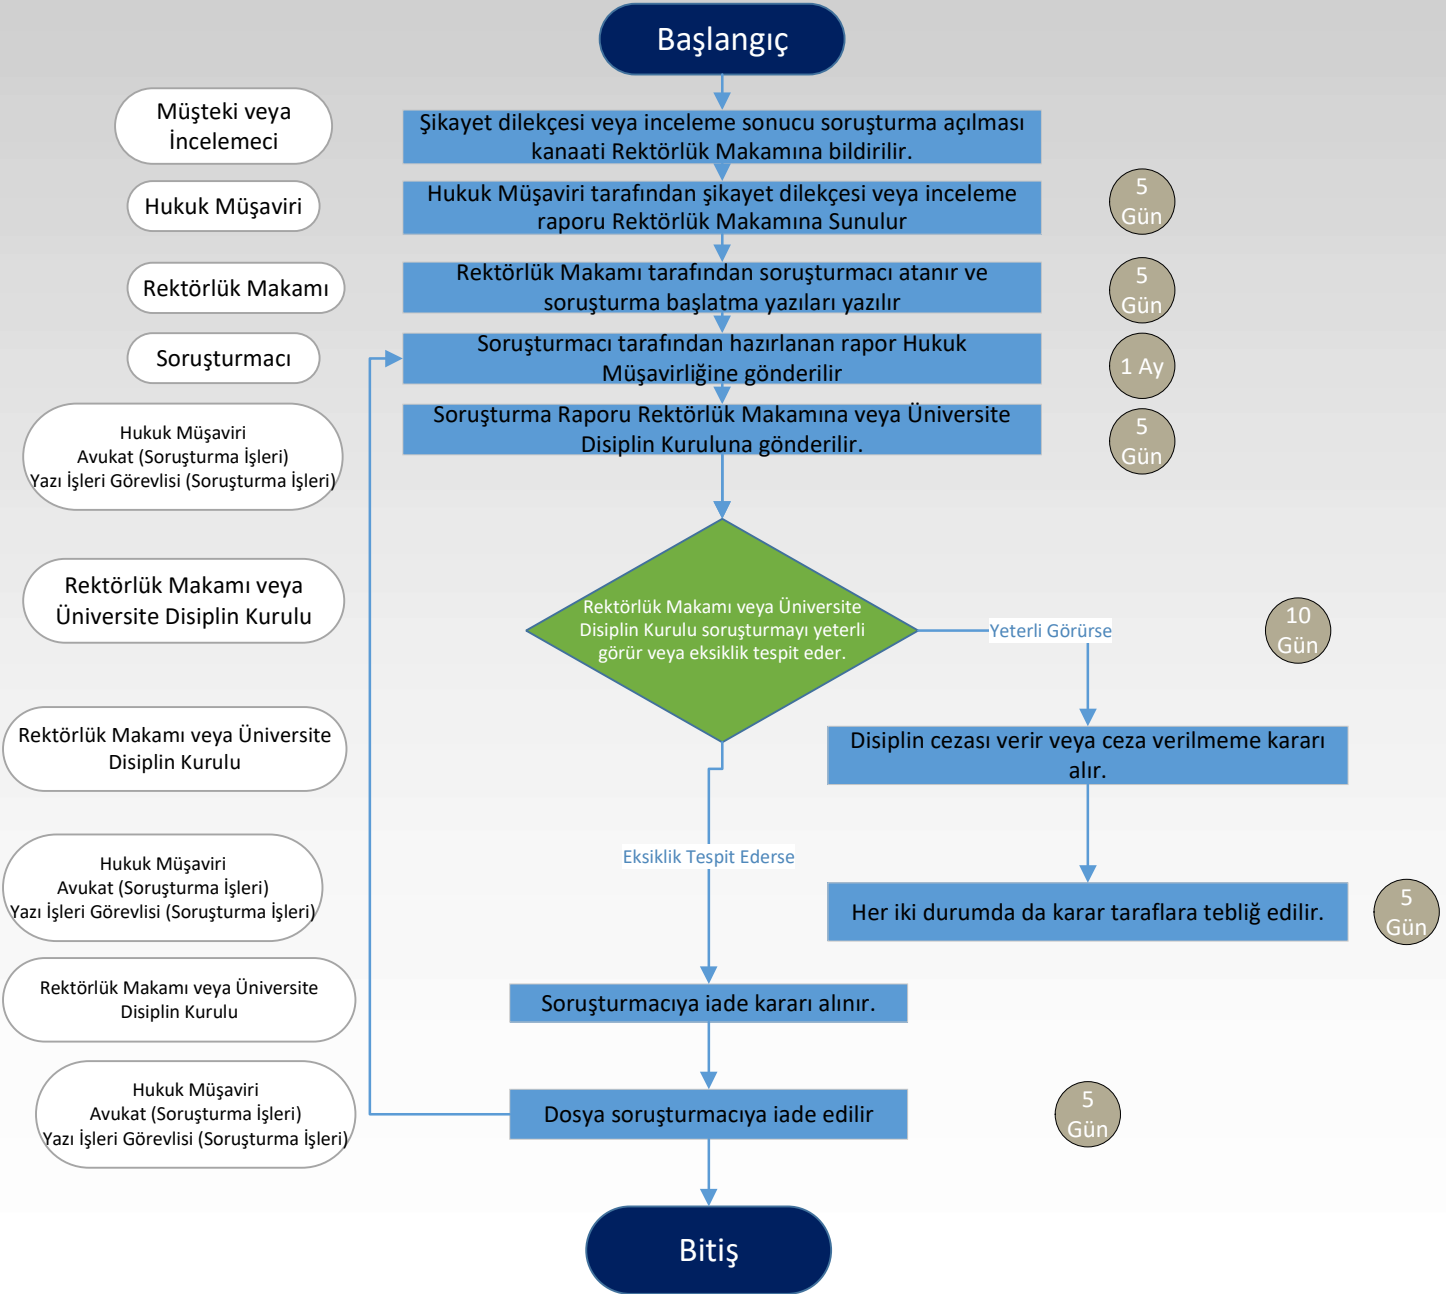 Başlangıç
Müşteki veya
İncelemeci
Şikayet dilekçesi veya inceleme sonucu soruşturma açılması
kanaati Rektörlük Makamına bildirilir.
Hukuk Müşaviri
Hukuk Müşaviri tarafından şikayet dilekçesi veya inceleme
raporu Rektörlük Makamına Sunulur
5
Gün
Rektörlük Makamı
Rektörlük Makamı tarafından soruşturmacı atanır ve
soruşturma başlatma yazıları yazılır
5
Gün
Soruşturmacı
Soruşturmacı tarafından hazırlanan rapor Hukuk
Müşavirliğine gönderilir
1 Ay
Hukuk Müşaviri
Avukat (Soruşturma İşleri)
Yazı İşleri Görevlisi (Soruşturma İşleri)
Soruşturma Raporu Rektörlük Makamına veya Üniversite
Disiplin Kuruluna gönderilir.
5
Gün
Rektörlük Makamı veya
Üniversite Disiplin Kurulu
Rektörlük Makamı veya Üniversite
Disiplin Kurulu soruşturmayı yeterli
görür veya eksiklik tespit eder.
Yeterli Görürse
10
Gün
Rektörlük Makamı veya Üniversite
Disiplin Kurulu
Disiplin cezası verir veya ceza verilmeme kararı
alır.
Eksiklik Tespit Ederse
Hukuk Müşaviri
Avukat (Soruşturma İşleri)
Yazı İşleri Görevlisi (Soruşturma İşleri)
Her iki durumda da karar taraflara tebliğ edilir.
5
Gün
Rektörlük Makamı veya Üniversite
Disiplin Kurulu
Soruşturmacıya iade kararı alınır.
Hukuk Müşaviri
Avukat (Soruşturma İşleri)
Yazı İşleri Görevlisi (Soruşturma İşleri)
Dosya soruşturmacıya iade edilir
5
Gün
Bitiş